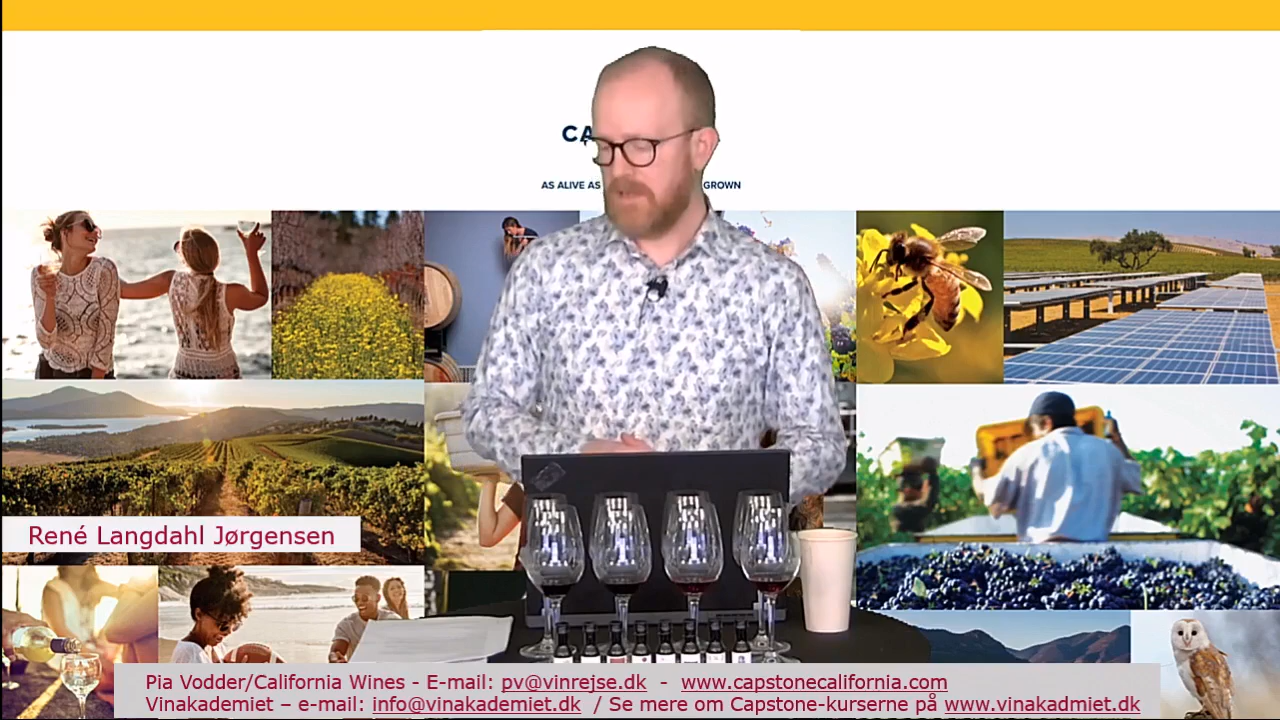 CA
AS ALIVE AS GROWN
René Langdahl Jørgensen
Pia Vodder/California Wines - E-mail: pv@vinrejse.dk - www.capstonecalifornia.com
Vinakademiet – e-mail: info@vinakademiet.dk / Se mere om Capstone-kurserne på www.vinakadmiet.dk